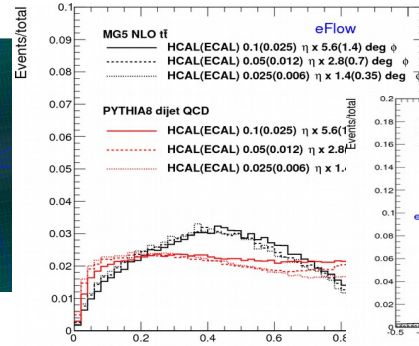 eFlow
Events/total
MG5 NLO tt̄
HCAL(ECAL) 0.1(0.025) η x 5.6(1.4) deg φ
HCAL(ECAL) 0.05(0.012) η x 2.8(0.7) deg φ
HCAL(ECAL) 0.025(0.006) η x 1.4(0.35) deg φ
PYTHIA8 dijet QCD
HCAL(ECAL) 0.1(0.025) η x 5.6(1
HCAL(ECAL) 0.05(0.012) η x 2.8(
HCAL(ECAL) 0.025(0.006) η x 1.
0.1
0.09
0.08
0.07
0.06
0.05
0.04
0.03
0.02
0.01
0
0 0.2 0.4 0.6 0.8
Events/total
0.2
0.18
0.16
0.14
0.12
0.1
0.08
0.06
0.04
0.02
0
-0.5